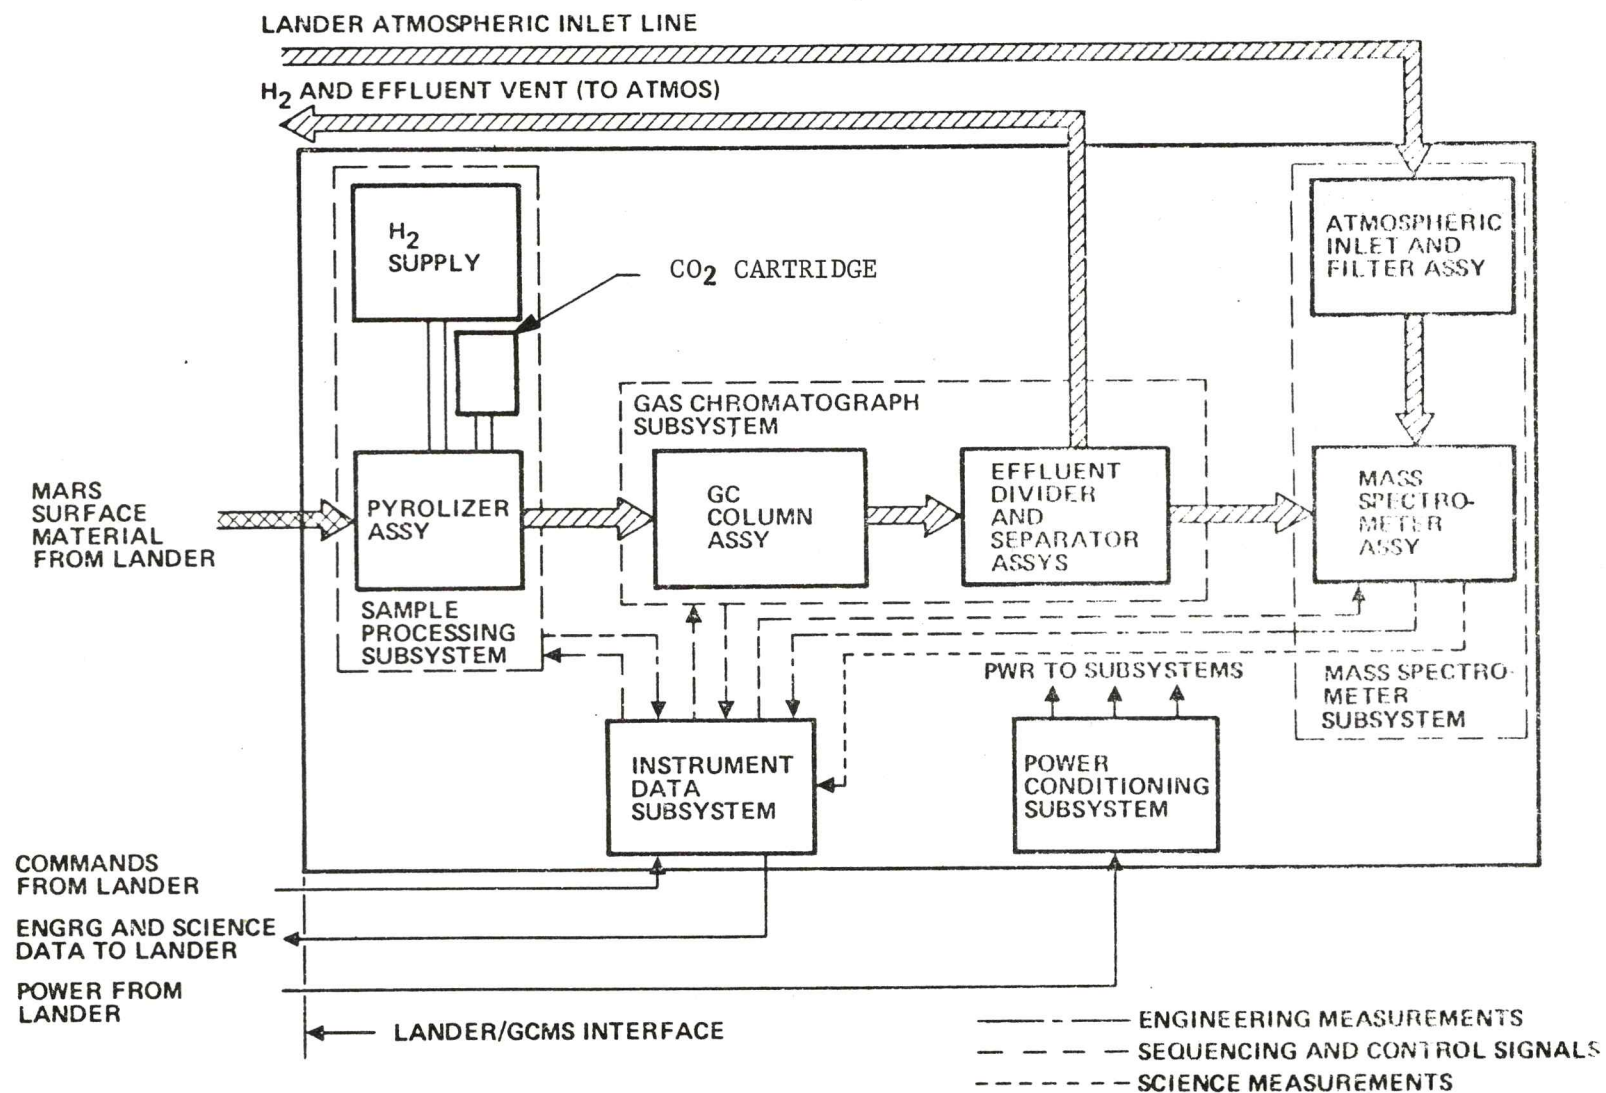 LANDER ATMOSPHERIC INLET LINE
H2 AND EFFLUENT VENT (TO ATMOS)
H2
SUPPLY
CO2 CARTRIDGE
ATMOSPHERIC
INLET AND
FILTER ASSY
GAS CHROMATOGRAPH
SUBSYSTEM
MARS
SURFACE
MATERIAL
FROM LANDER
PYROLIZER
ASSY
GC
COLUMN
ASSY
EFFLUENT
DIVIDER
AND
SEPARATOR
ASSYS
MASS
SPECTRO-
METER
ASSY
SAMPLE
PROCESSING
SUBSYSTEM
PWR TO SUBSYSTEMS
MASS SPECTRO-
METER
SUBSYSTEM
INSTRUMENT
DATA
SUBSYSTEM
POWER
CONDITIONING
SUBSYSTEM
COMMANDS
FROM LANDER
ENGRG AND SCIENCE
DATA TO LANDER
POWER FROM
LANDER
LANDER/GCMS INTERFACE
ENGINEERING MEASUREMENTS
SEQUENCING AND CONTROL SIGNALS
SCIENCE MEASUREMENTS